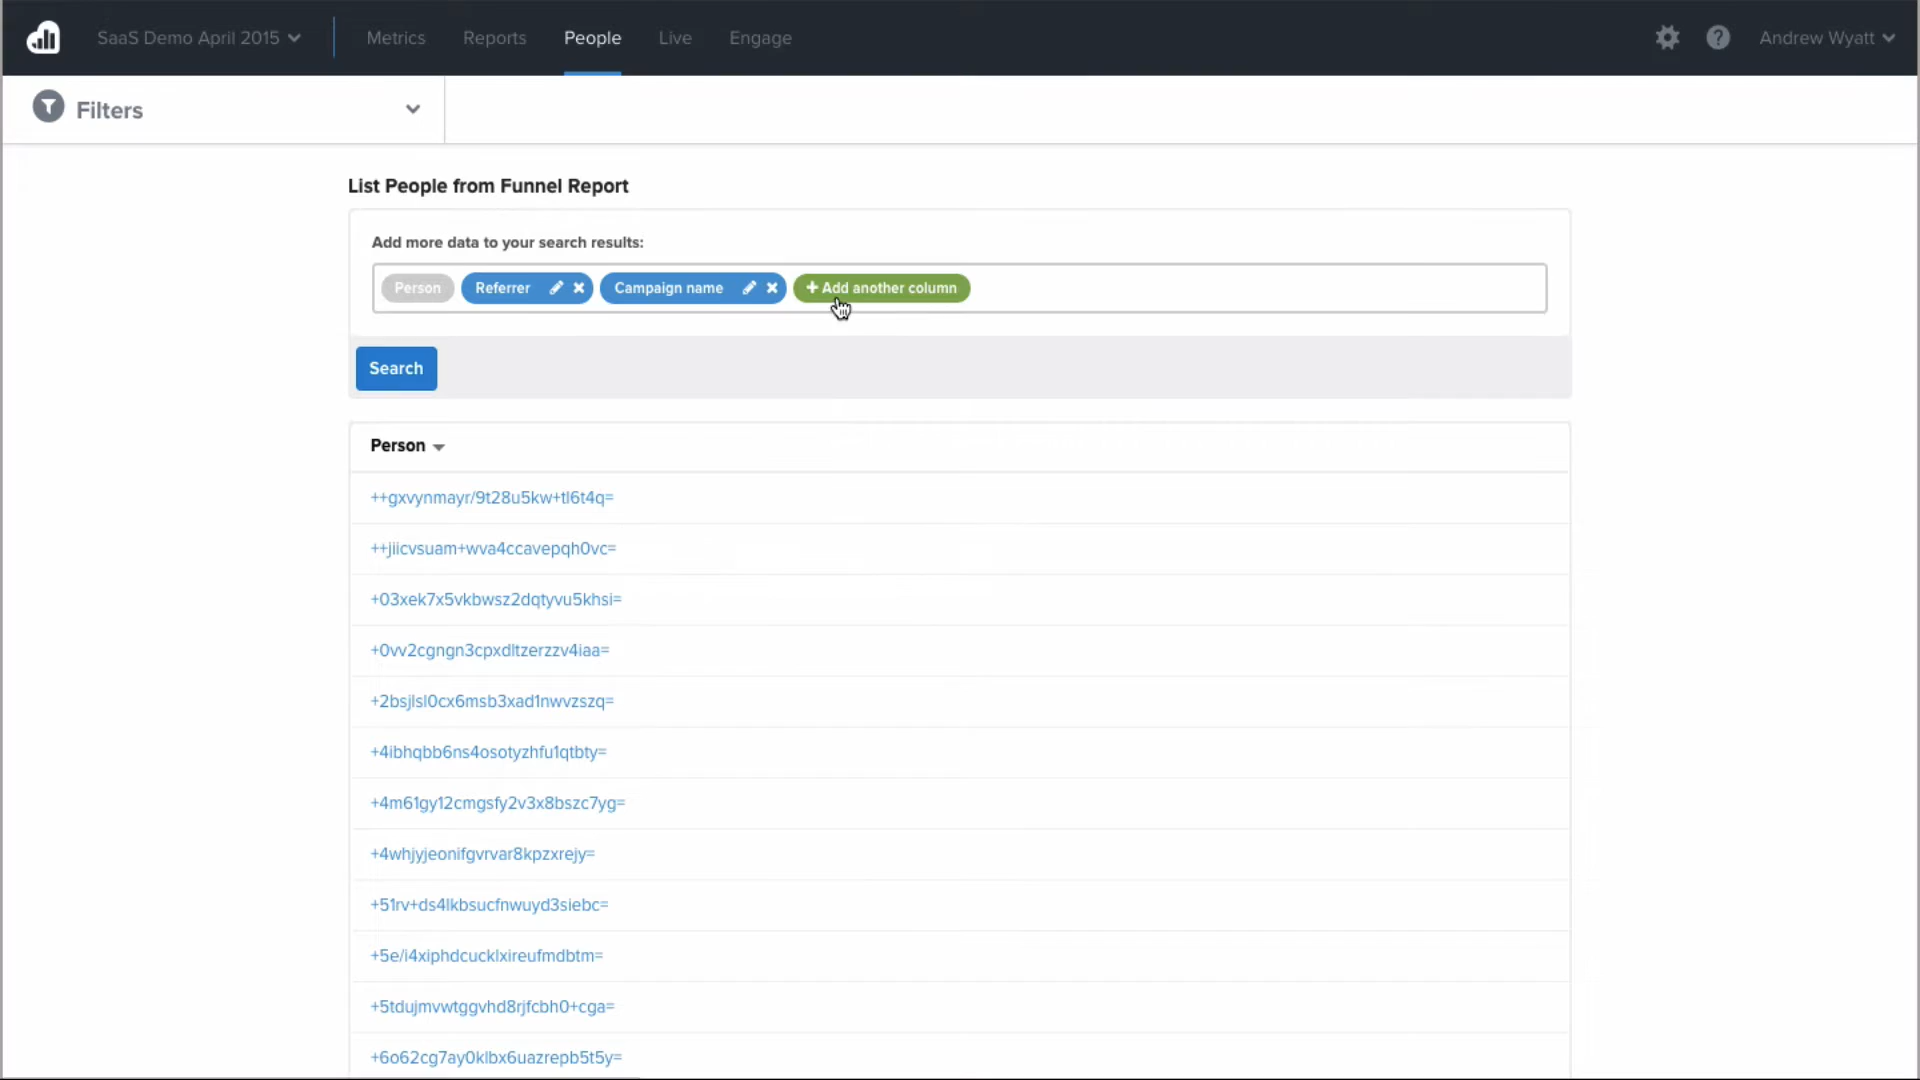 SaaS Demo April 2015 Metrics Reports People Live Engage Andrew Wyatt
Filters
List People from Funnel Report
Add more data to your search results:
Person Referrer Campaign name + Add another column
Search
Person
++gxvynmayr/9t28u5kw+tl6t4q=
++jiicvsuam+wva4ccavepqh0vc=
+03xek7x5vkbwsz2dqtyvu5khsi=
+0vv2cgngn3cpxdltzerzzv4iaa=
+2bsjlsl0cx6msb3xad1nwvzszq=
+4ibhqbb6ns4osotyzhfu1qtbty=
+4m61gy12cmgsfy2v3x8bszc7yg=
+4whjyjeonifgvrvar8kpzxrejy=
+51rv+ds4lkbsucfnwuyd3siebc=
+5e/i4xiphdcucklxireufmdbtm=
+5tdujmvwtggvhd8rjfcbh0+cga=
+6o62cg7ay0klbx6uazrepb5t5y=